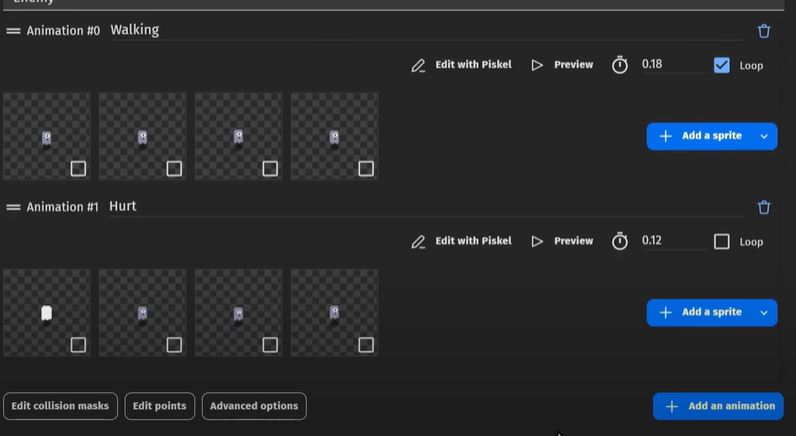 Enemy
Animation #0 Walking
Edit with Piskel Preview 0.18 Loop
Add a sprite
Animation #1 Hurt
Edit with Piskel Preview 0.12 Loop
Add a sprite
Edit collision masks Edit points Advanced options Add an animation